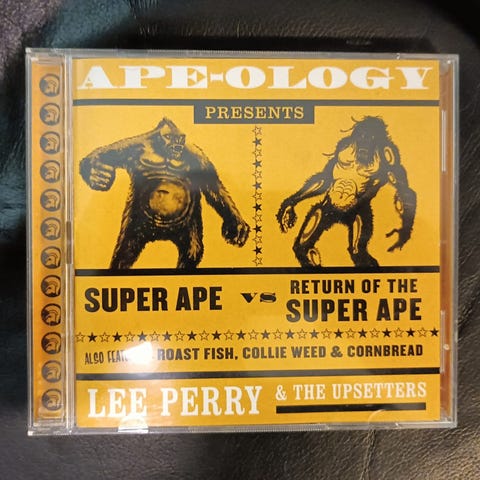 APE-OLOGY
PRESENTS
SUPER APE VS RETURN OF THE
SUPER APE
ALSO ROAST FISH, COLLIE WEED & CORNBREAD
LEE PERRY & THE UPSETTERS